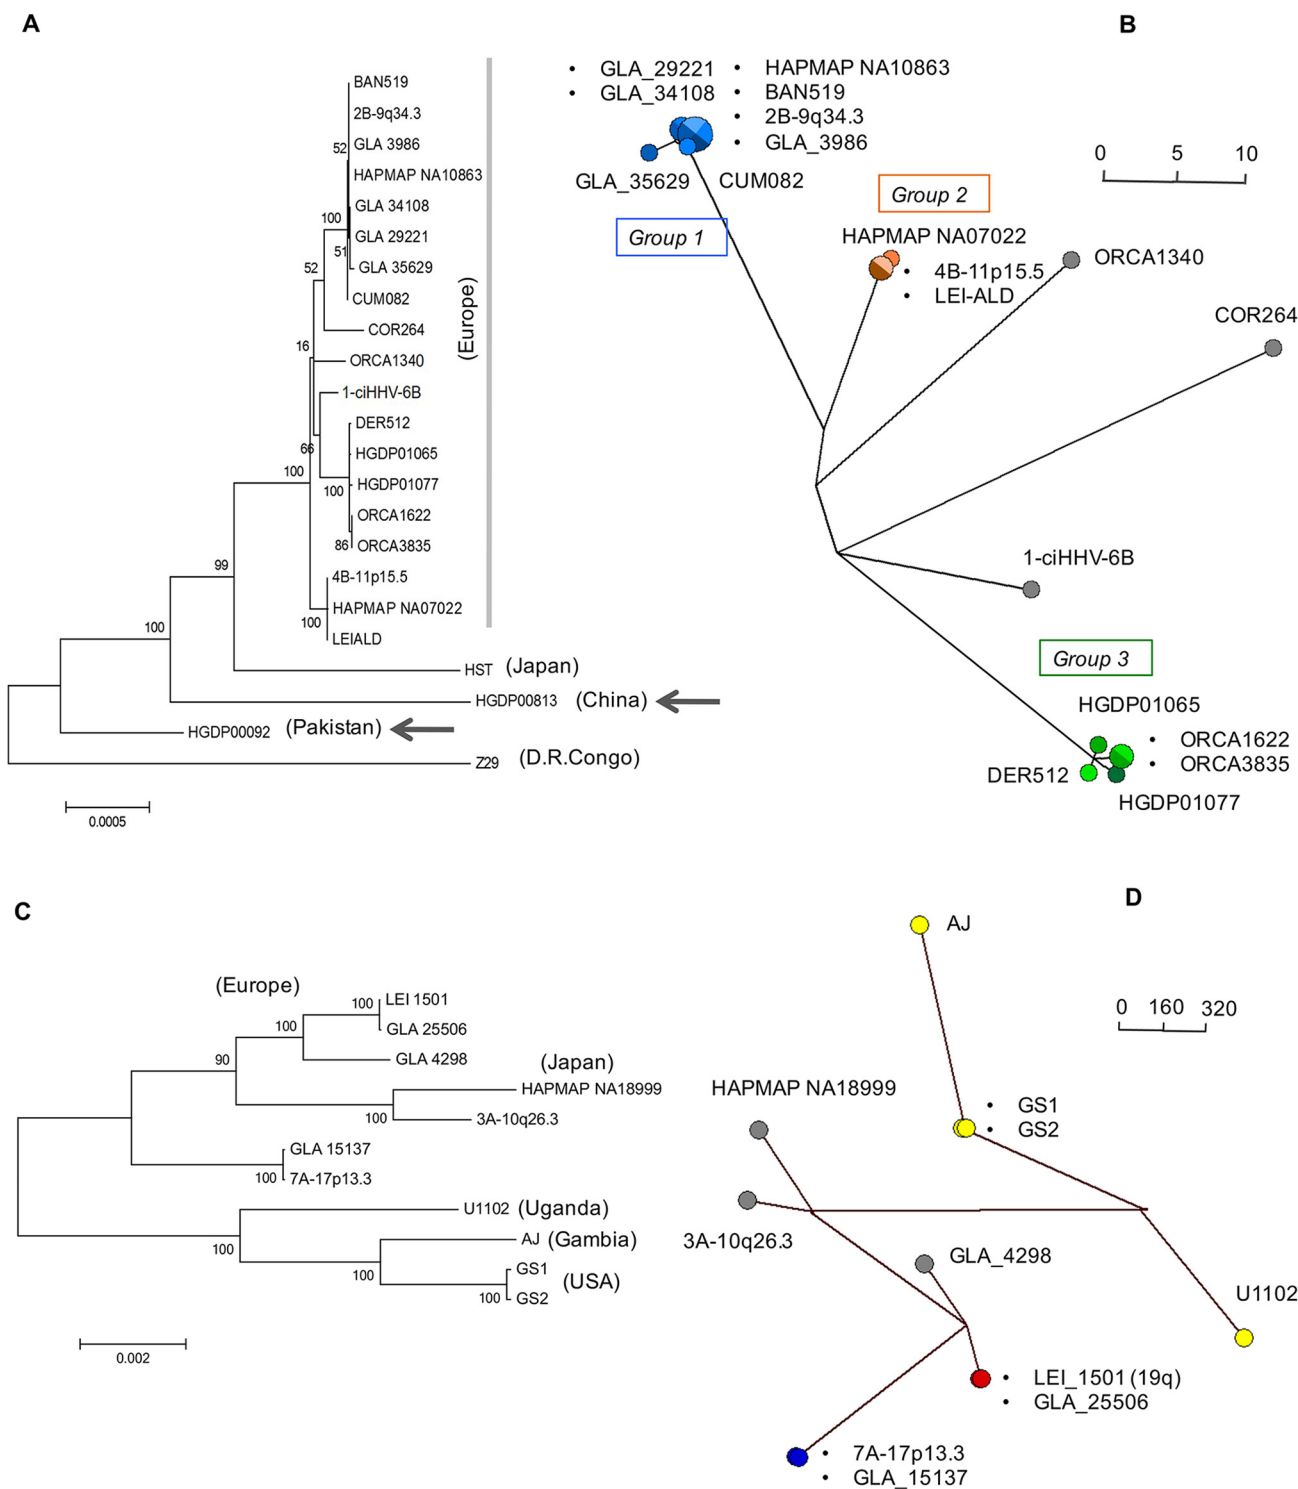 A
BAN519
2B-9q34.3
GLA 3986
52
HAPMAP NA10863
GLA 34108
100
GLA 29221
51
GLA 35629
52
CUM082
COR264
16
ORCA1340
1-ciHHV-6B
DER512
66
HGDP01065
100
HGDP01077
100
ORCA1622
86
ORCA3835
99
4B-11p15.5
HAPMAP NA07022
100
LEIALD
100
(Europe)
HST (Japan)
HGDP00813 (China)
HGDP00092 (Pakistan)
Z29 (D.R.Congo)
0.0005
B
• GLA_29221 • HAPMAP NA10863
• GLA_34108 • BAN519
• 2B-9q34.3
• GLA_3986
GLA_35629 CUM082
Group 1
Group 2
HAPMAP NA07022
• 4B-11p15.5
• LEI-ALD
0 5 10
ORCA1340
COR264
1-ciHHV-6B
Group 3
HGDP01065
• ORCA1622
• ORCA3835
DER512
HGDP01077
C
(Europe)
100 LEI 1501
GLA 25506
100
GLA 4298
90
(Japan)
HAPMAP NA18999
100 3A-10q26.3
GLA 15137
100 7A-17p13.3
U1102 (Uganda)
100
AJ (Gambia)
100
GS1
(USA)
100 GS2
0.002
D
AJ
0 160 320
HAPMAP NA18999
• GS1
• GS2
3A-10q26.3
GLA_4298
U1102
• LEI_1501 (19q)
• GLA_25506
• 7A-17p13.3
• GLA_15137